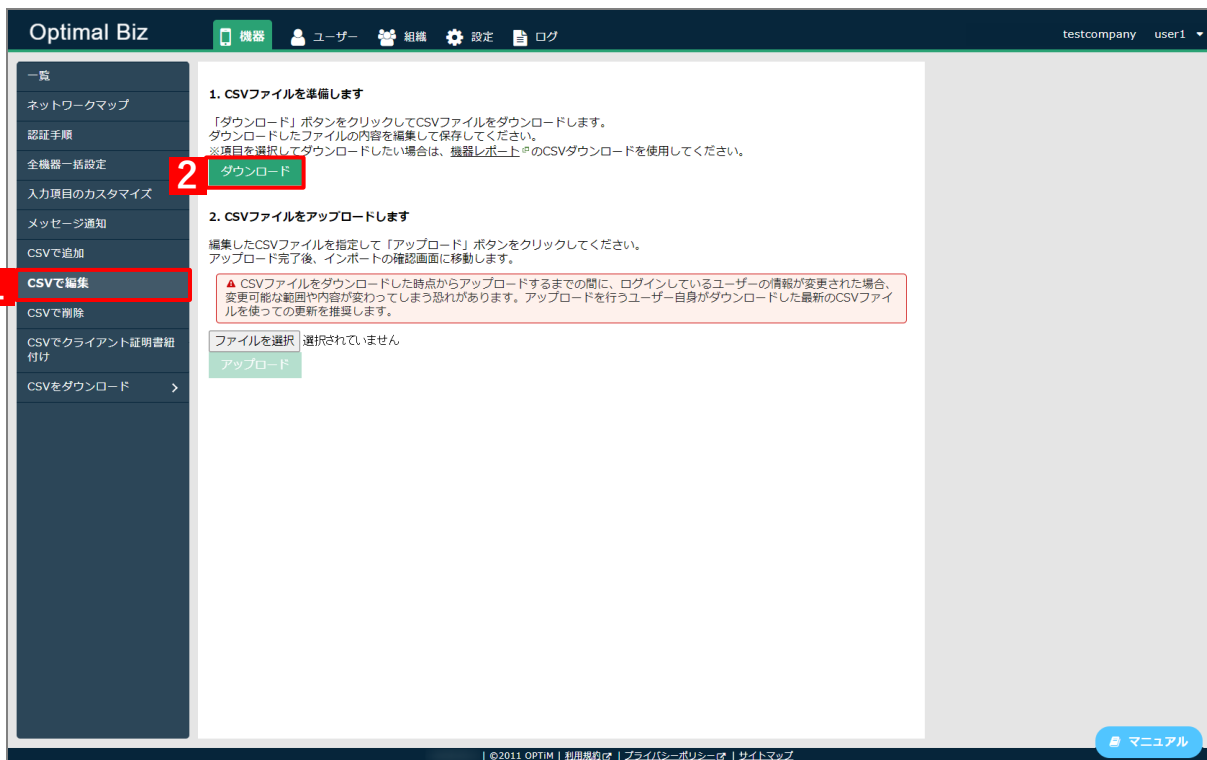 Optimal Biz
機器 ユーザー 組織 設定 ログ
testcompany user1
一覧
ネットワークマップ
認証手順
全機器一括設定
入力項目のカスタマイズ
メッセージ通知
CSVで追加
CSVで編集
CSVで削除
CSVでクライアント証明書紐
付け
CSVをダウンロード
1. CSVファイルを準備します
「ダウンロード」ボタンをクリックしてCSVファイルをダウンロードします。
ダウンロードしたファイルの内容を編集して保存してください。
※項目を選択してダウンロードしたい場合は、機器レポートのCSVダウンロードを使用してください。
2
ダウンロード
2. CSVファイルをアップロードします
編集したCSVファイルを指定して「アップロード」ボタンをクリックしてください。
アップロード完了後、インポートの確認画面に移動します。
CSVファイルをダウンロードした時点からアップロードするまでの間に、ログインしているユーザーの情報が変更された場合、
変更可能な範囲や内容が変わってしまう恐れがあります。アップロードを行うユーザー自身がダウンロードした最新のCSVファイ
ルを使っての更新を推奨します。
ファイルを選択 選択されていません
アップロード
マニュアル
| ©2011 OPTiM | 利用規約 | プライバシーポリシー | サイトマップ